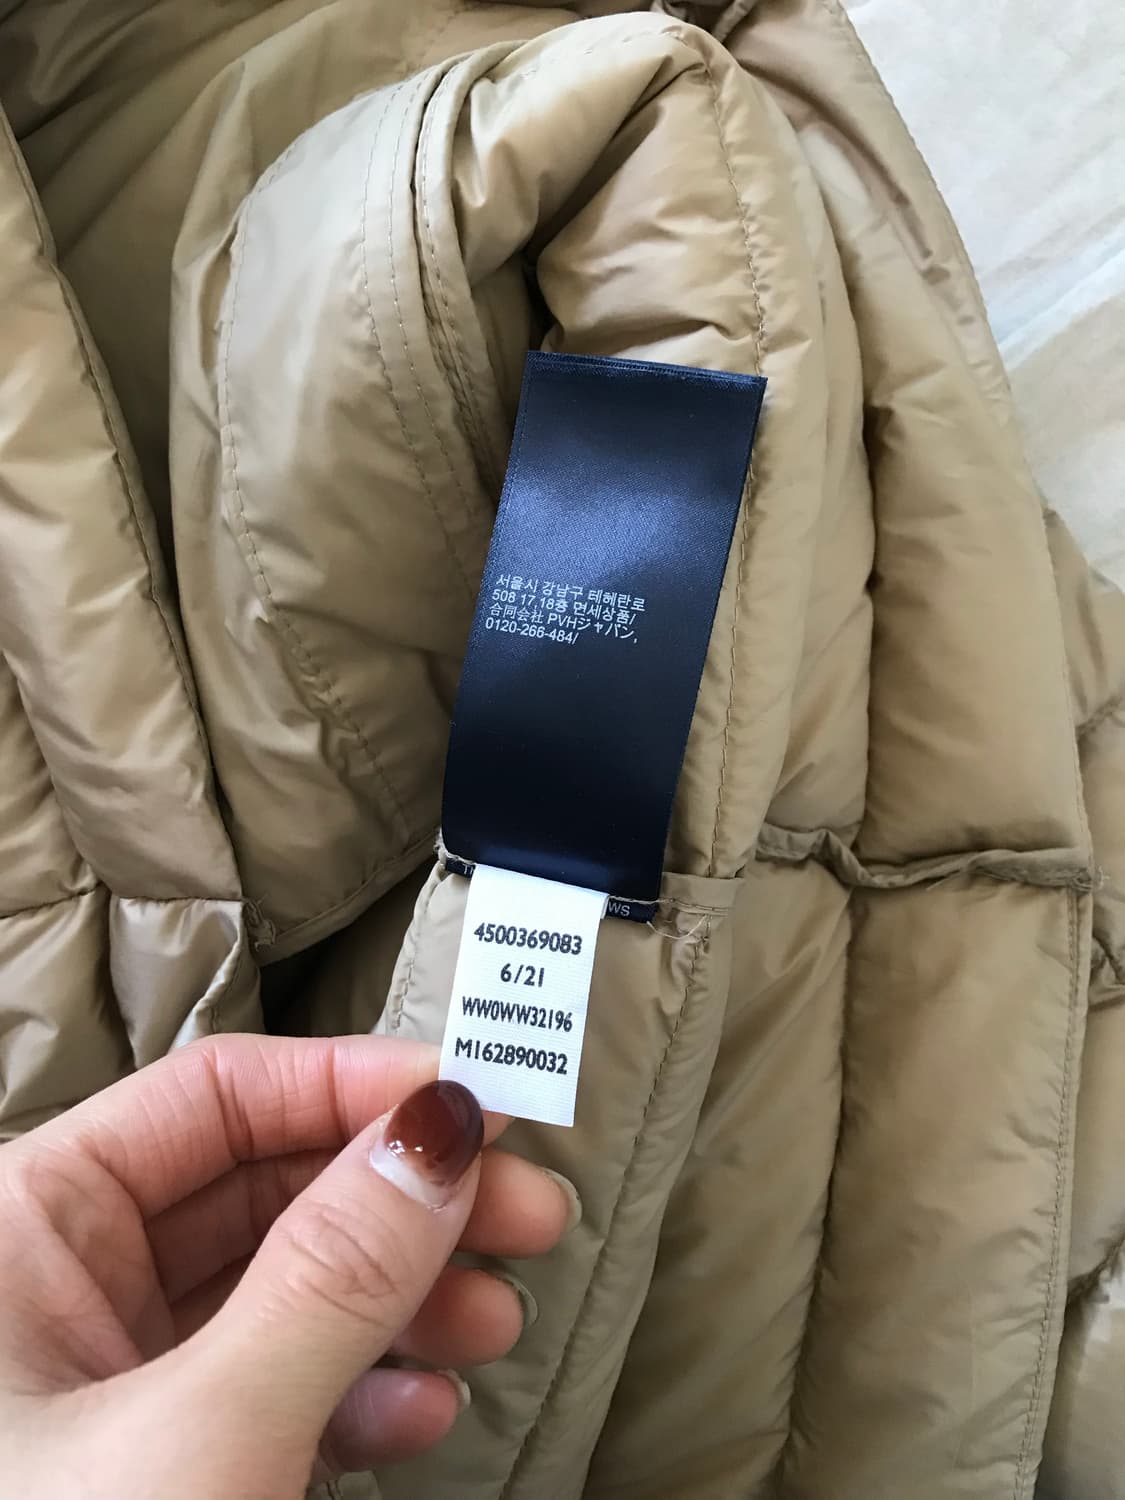 서울시 강남구 테헤란로
508 17,18층 면세상품/
合同会社 PVHジャパン,
0120-266-484/
WS
4500369083
6/21
WW0WW32196
M162890032